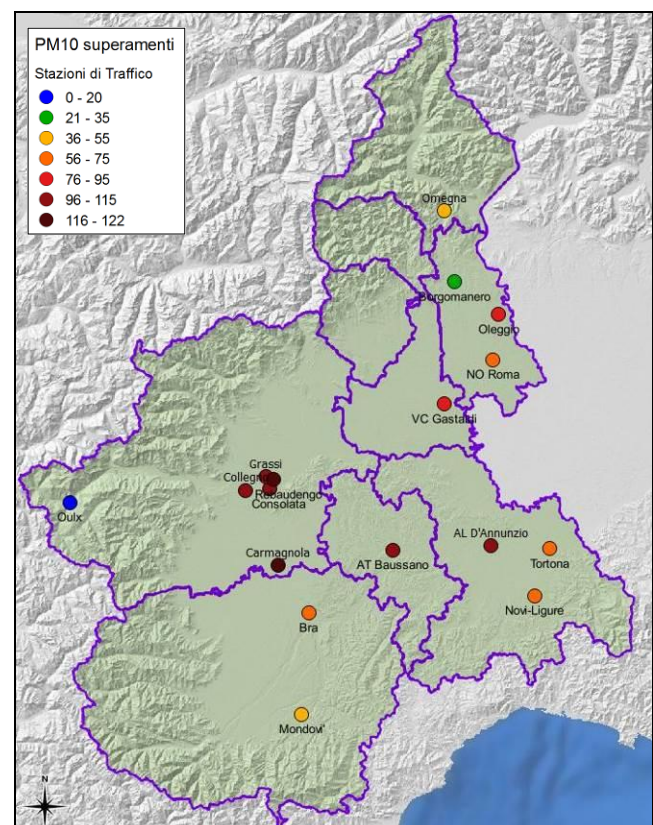 PM10 superamenti
Stazioni di Traffico
0 - 20
21 - 35
36 - 55
56 - 75
76 - 95
96 - 115
116 - 122
Omegna
Borgomanero
Oleggio
NO Roma
VC Gastaldi
Grassi
Collegno
Rebaudengo
Consolata
Oulx
Carmagnola
AT Baussano
AL D'Annunzio
Tortona
Novi-Ligure
Bra
Mondovi'
N